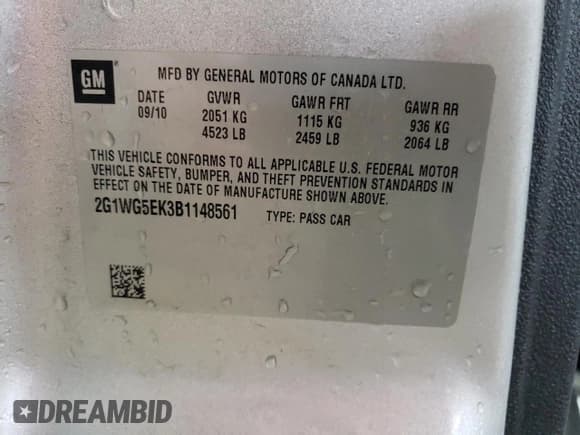 GM
MFD BY GENERAL MOTORS OF CANADA LTD.
DATE GVWR GAWR FRT GAWR RR
09/10 2051 KG 1115 KG 936 KG
4523 LB 2459 LB 2064 LB
THIS VEHICLE CONFORMS TO ALL APPLICABLE U.S. FEDERAL MOTOR
VEHICLE SAFETY, BUMPER, AND THEFT PREVENTION STANDARDS IN
EFFECT ON THE DATE OF MANUFACTURE SHOWN ABOVE.
2G1WG5EK3B1148561 TYPE: PASS CAR
DREAMBID